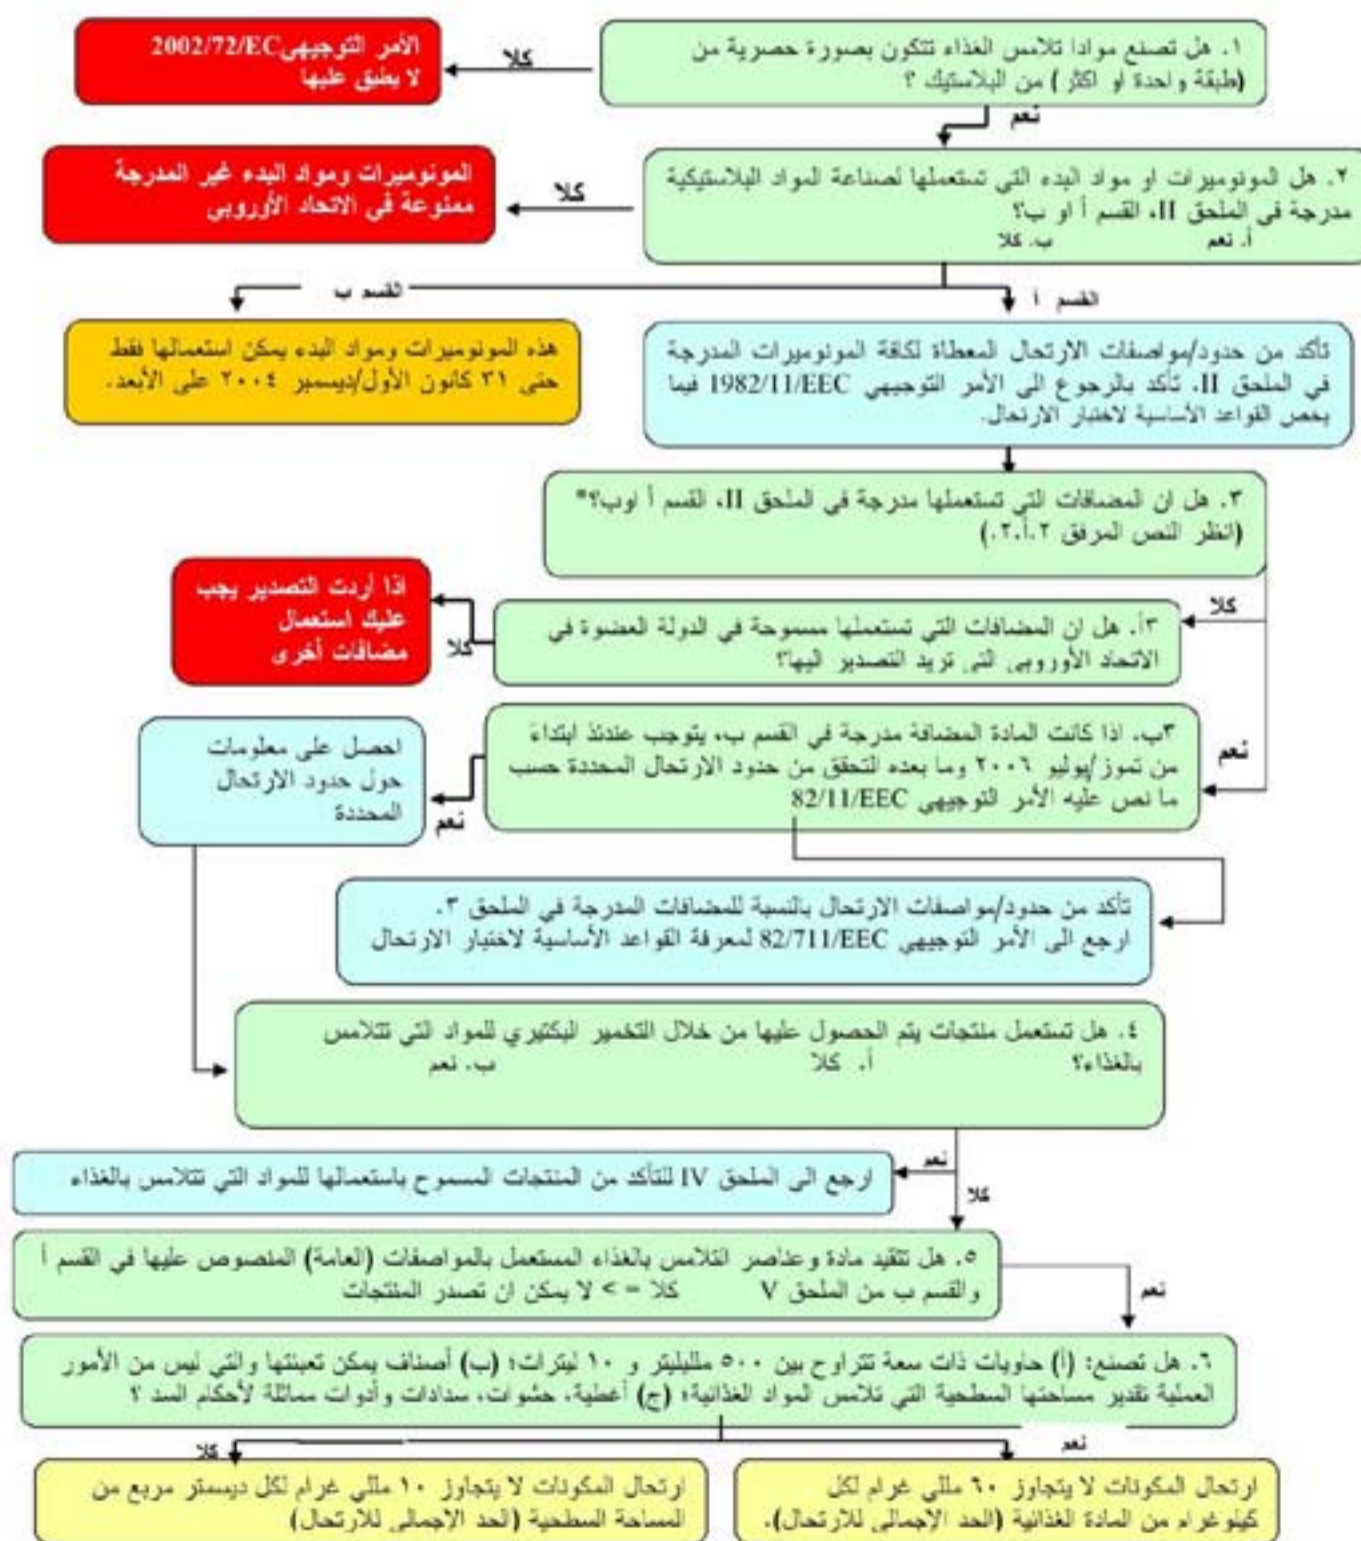 ١. هل تصنع موادا تلامس الغذاء تتكون بصورة حصرية من
(طبقة واحدة او اكثر) من البلاستيك ؟
كلا
الأمر التوجيهي 2002/72/EC
لا يطبق عليها
نعم
٢. هل المونوميرات او مواد البدء التي تستعملها لصناعة المواد البلاستيكية
مدرجة في الملحق II، القسم أ او ب؟
أ. نعم ب. كلا
كلا
المونوميرات ومواد البدء غير المدرجة
ممنوعة في الاتحاد الأوروبي
القسم أ
القسم ب
تأكد من حدود/مواصفات الارتحال المعطاة لكافة المونوميرات المدرجة
في الملحق II. تأكد بالرجوع الى الأمر التوجيهي 1982/11/EEC فيما
يخص القواعد الأساسية لاختبار الارتحال.
هذه المونوميرات ومواد البدء يمكن استعمالها فقط
حتى ٣١ كانون الأول/ديسمبر ٢٠٠٤ على الأبعد.
٣. هل ان المضافات التي تستعملها مدرجة في الملحق II، القسم أ اوب؟*
(انظر النص المرفق ٢.أ.٢.)
كلا
٣أ. هل ان المضافات التي تستعملها مسموحة في الدولة العضوة في
الاتحاد الأوروبي التي تريد التصدير اليها؟
كلا
اذا أردت التصدير يجب
عليك استعمال
مضافات أخرى
نعم
٣ب. اذا كانت المادة المضافة مدرجة في القسم ب، يتوجب عندئذ ابتداءً
من تموز/يوليو ٢٠٠٦ وما بعده التحقق من حدود الارتحال المحددة حسب
ما نص عليه الأمر التوجيهي 82/11/EEC
نعم
احصل على معلومات
حول حدود الارتحال
المحددة
تأكد من حدود/مواصفات الارتحال بالنسبة للمضافات المدرجة في الملحق ٣.
ارجع الى الأمر التوجيهي 82/711/EEC لمعرفة القواعد الأساسية لاختبار الارتحال
٤. هل تستعمل منتجات يتم الحصول عليها من خلال التخمير البكتيري للمواد التي تتلامس
بالغذاء؟ أ. كلا ب. نعم
نعم
ارجع الى الملحق IV للتأكد من المنتجات المسموح باستعمالها للمواد التي تتلامس بالغذاء
كلا
٥. هل تتقيد مادة وعناصر التلامس بالغذاء المستعمل بالمواصفات (العامة) المنصوص عليها في القسم أ
والقسم ب من الملحق V كلا = > لا يمكن ان تصدر المنتجات
نعم
٦. هل تصنع: (أ) حاويات ذات سعة تتراوح بين ٥٠٠ ملليليتر و ١٠ ليترات؛ (ب) أصناف يمكن تعبئتها والتي ليس من الأمور
العملية تقدير مساحتها السطحية التي تلامس المواد الغذائية؛ (ج) أغطية، حشوات، سدادات وأدوات مماثلة لأحكام السد ؟
نعم
كلا
ارتحال المكونات لا يتجاوز ٦٠ مللي غرام لكل
كيلوغرام من المادة الغذائية (الحد الإجمالي للارتحال).
ارتحال المكونات لا يتجاوز ١٠ مللي غرام لكل ديسمتر مربع من
المساحة السطحية (الحد الإجمالي للارتحال)